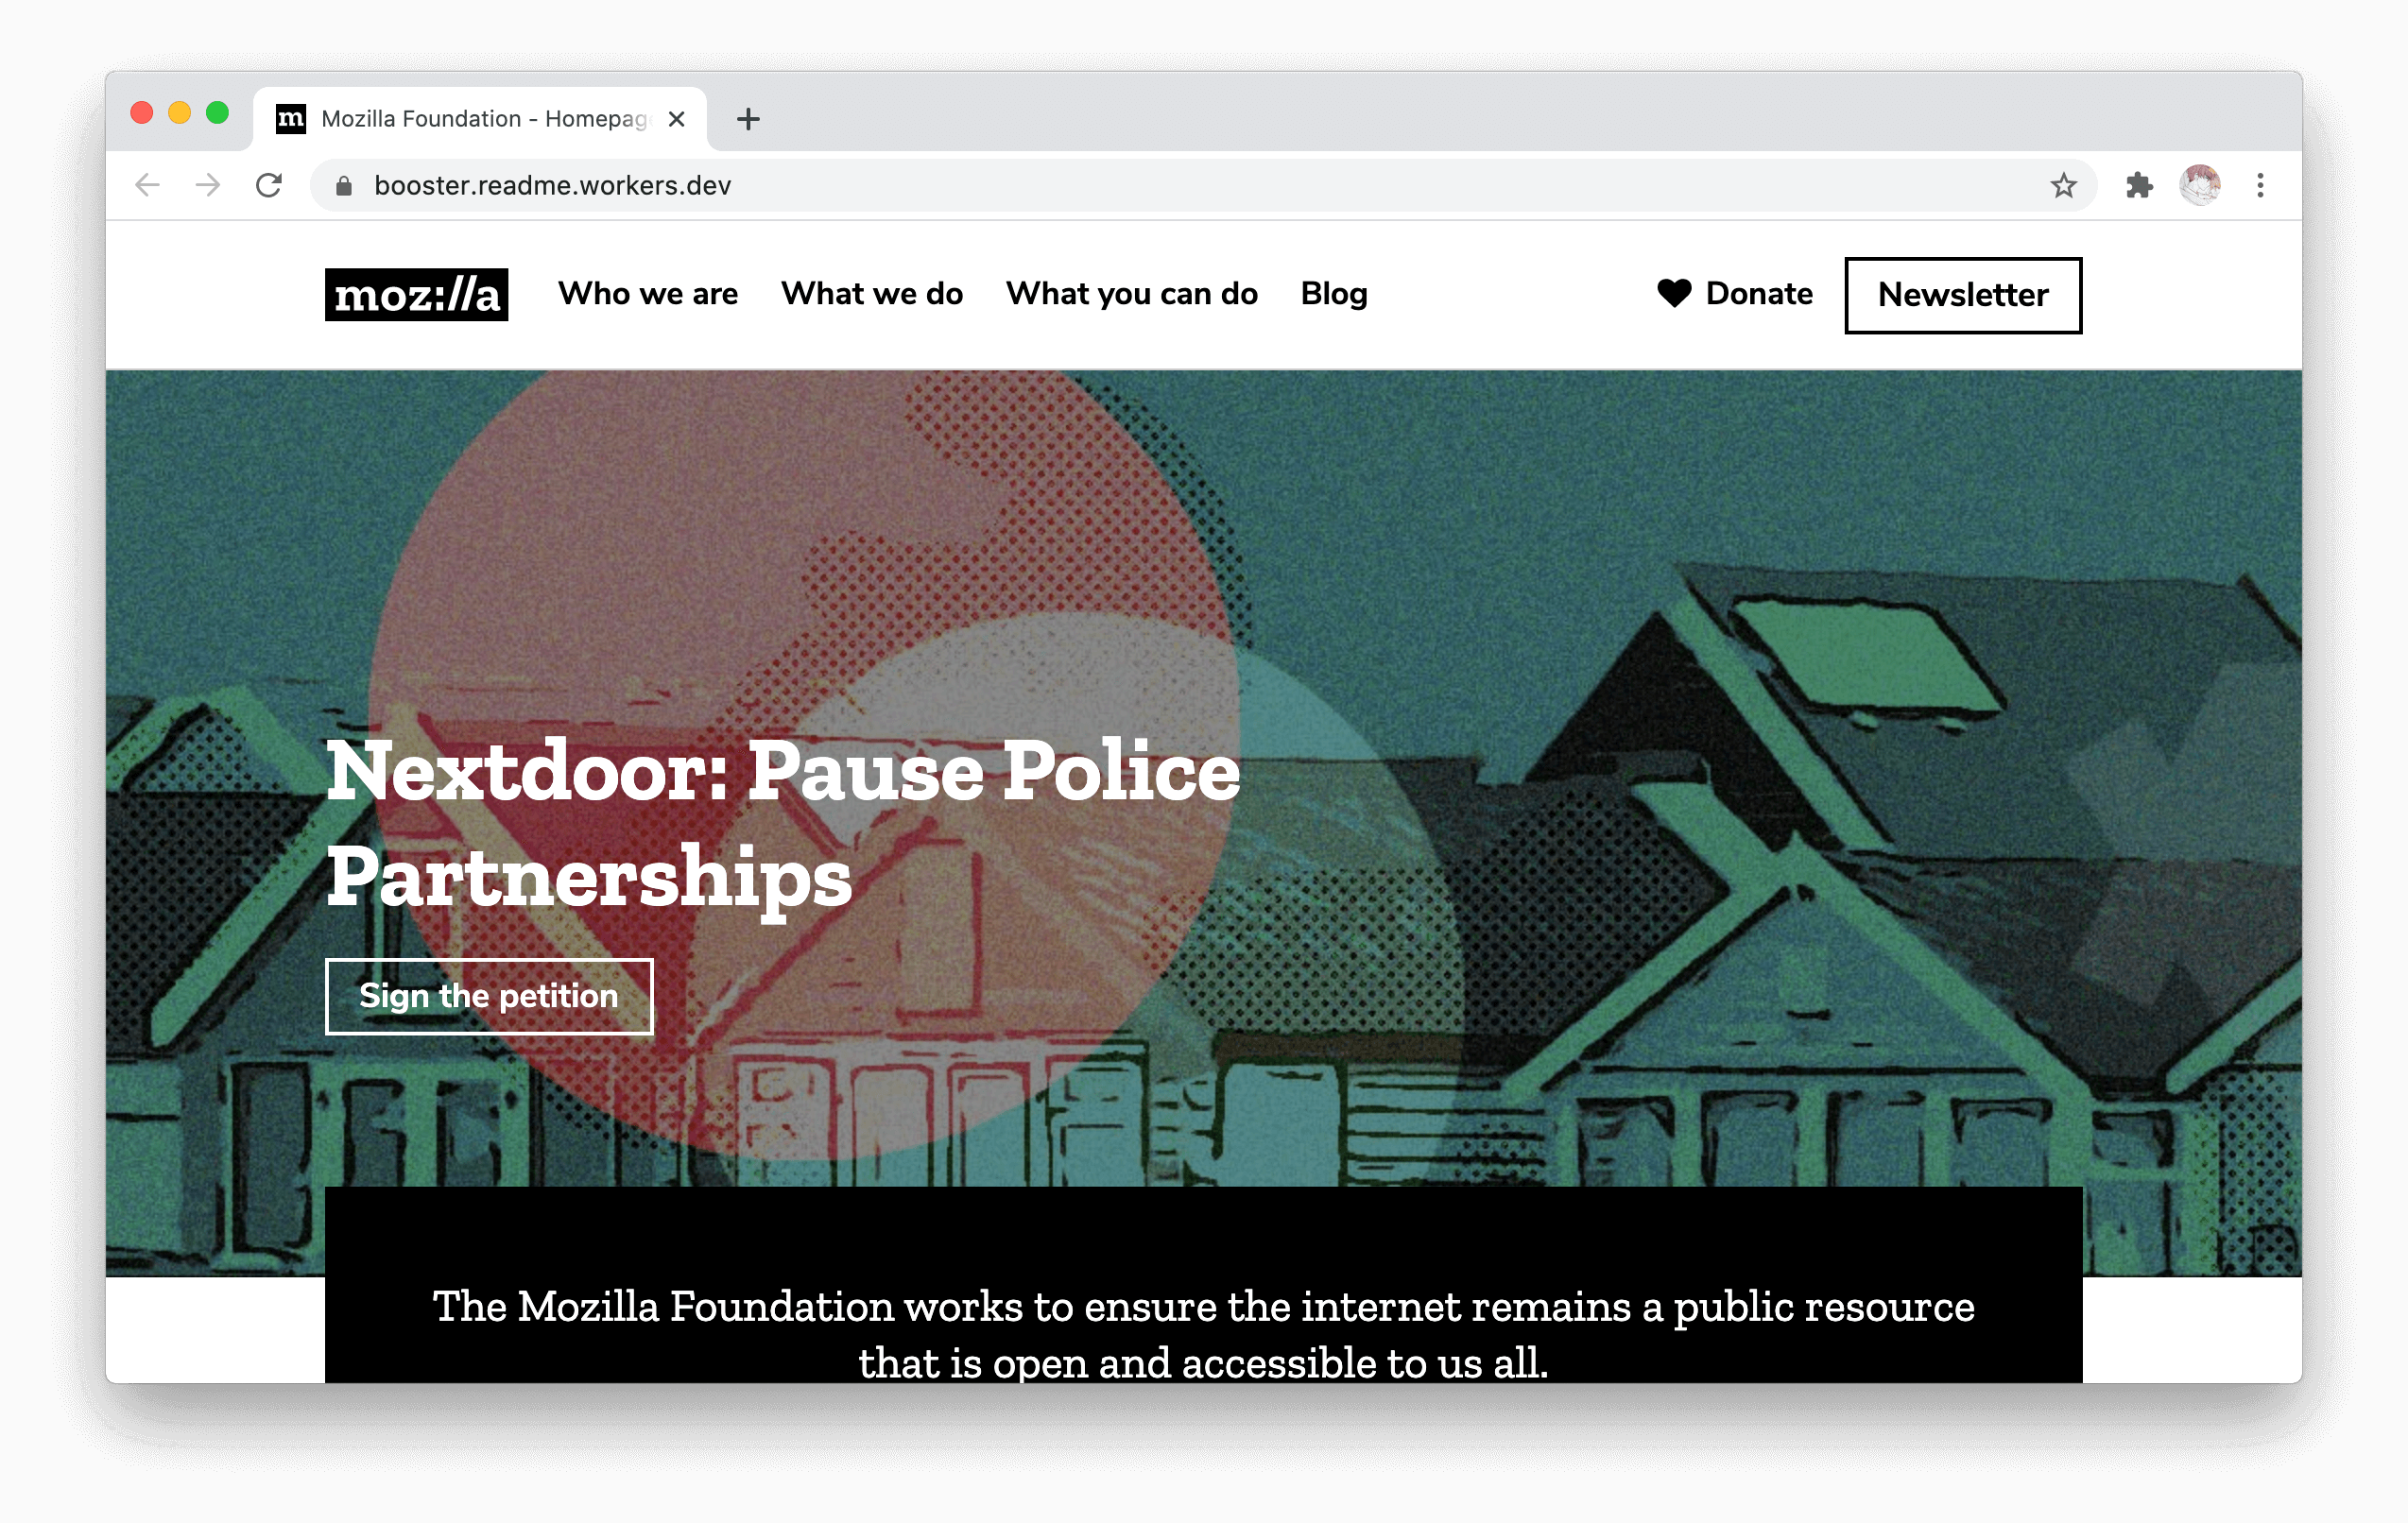 m Mozilla Foundation - Homepage
booster.readme.workers.dev
moz://a Who we are What we do What you can do Blog Donate Newsletter
Nextdoor: Pause Police
Partnerships
Sign the petition
The Mozilla Foundation works to ensure the internet remains a public resource
that is open and accessible to us all.